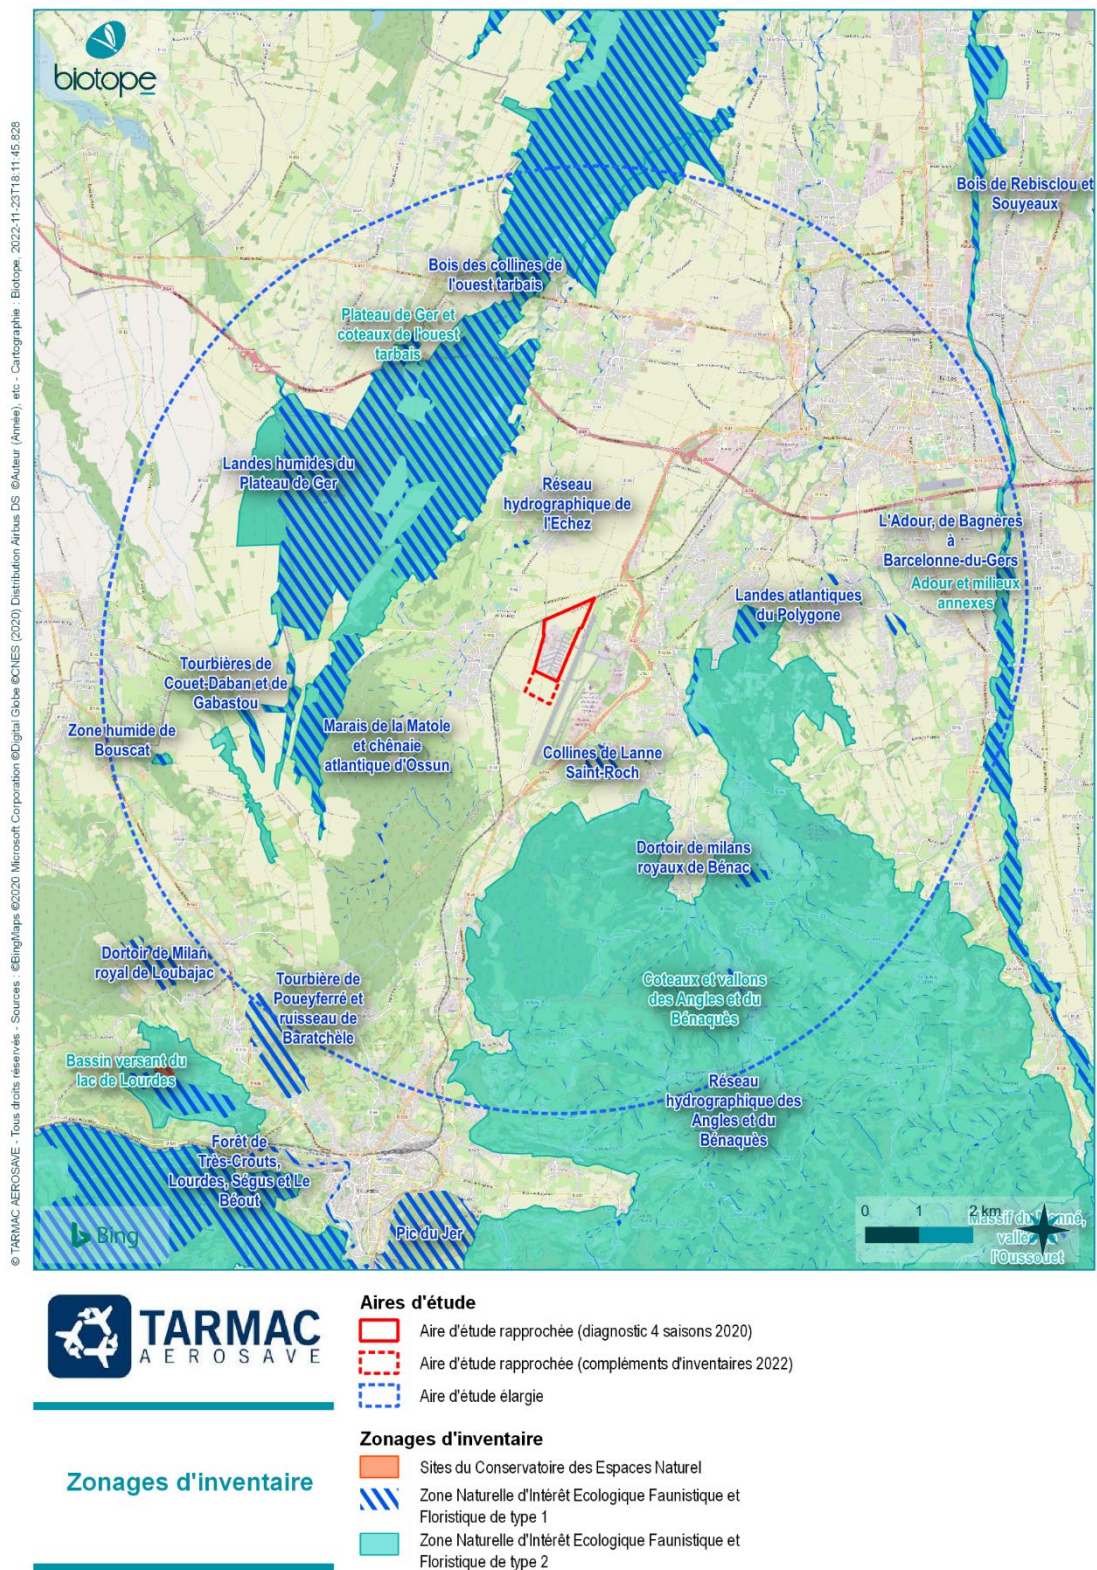 biotope
Bois de Rebisclou et
Souyeaux
Bois des collines de
l'ouest tarbais
Plateau de Ger et
coteaux de l'ouest
tarbais
Landes humides du
Plateau de Ger
Réseau
hydrographique de
l'Echez
L'Adour, de Bagnères
à
Barcelonne-du-Gers
Adour et milieux
annexes
Landes atlantiques
du Polygone
Tourbières de
Couet-Daban et de
Gabastou
Zone humide de
Bouscat
Marais de la Matole
et chênaie
atlantique d'Ossun
Collines de Lanne
Saint-Roch
Dortoir de milans
royaux de Bénac
Dortoir de Milan
royal de Loubajac
Tourbière de
Poueyferré et
ruisseau de
Baratchèle
Coteaux et vallons
des Angles et du
Bénaquès
Bassin versant du
lac de Lourdes
Réseau
hydrographique des
Angles et du
Bénaquès
Forêt de
Très-Crouts,
Lourdes, Ségus et Le
Béout
Pic du Jer
Bing
0 1 2 km
Massif du
vallé
l'Oussouet
© TARMAC AEROSAVE - Tous droits réservés - Sources : ©BingMaps ©2020 Microsoft Corporation ©Digital Globe ©CNES (2020) Distribution Airbus DS ©Auteur (Année), etc - Cartographie : Biotope, 2022-11-23T18:11:45.828
TARMAC
AEROSAVE
Zonages d'inventaire
Aires d'étude
Aire d'étude rapprochée (diagnostic 4 saisons 2020)
Aire d'étude rapprochée (compléments d'inventaires 2022)
Aire d'étude élargie
Zonages d'inventaire
Sites du Conservatoire des Espaces Naturel
Zone Naturelle d'Intérêt Ecologique Faunistique et
Floristique de type 1
Zone Naturelle d'Intérêt Ecologique Faunistique et
Floristique de type 2